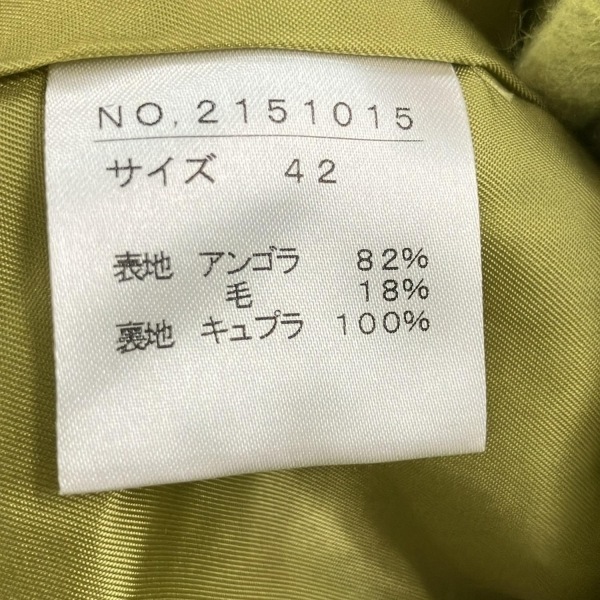 NO.2151015
サイズ 42
表地 アンゴラ 82%
毛 18%
裏地 キュプラ 100%